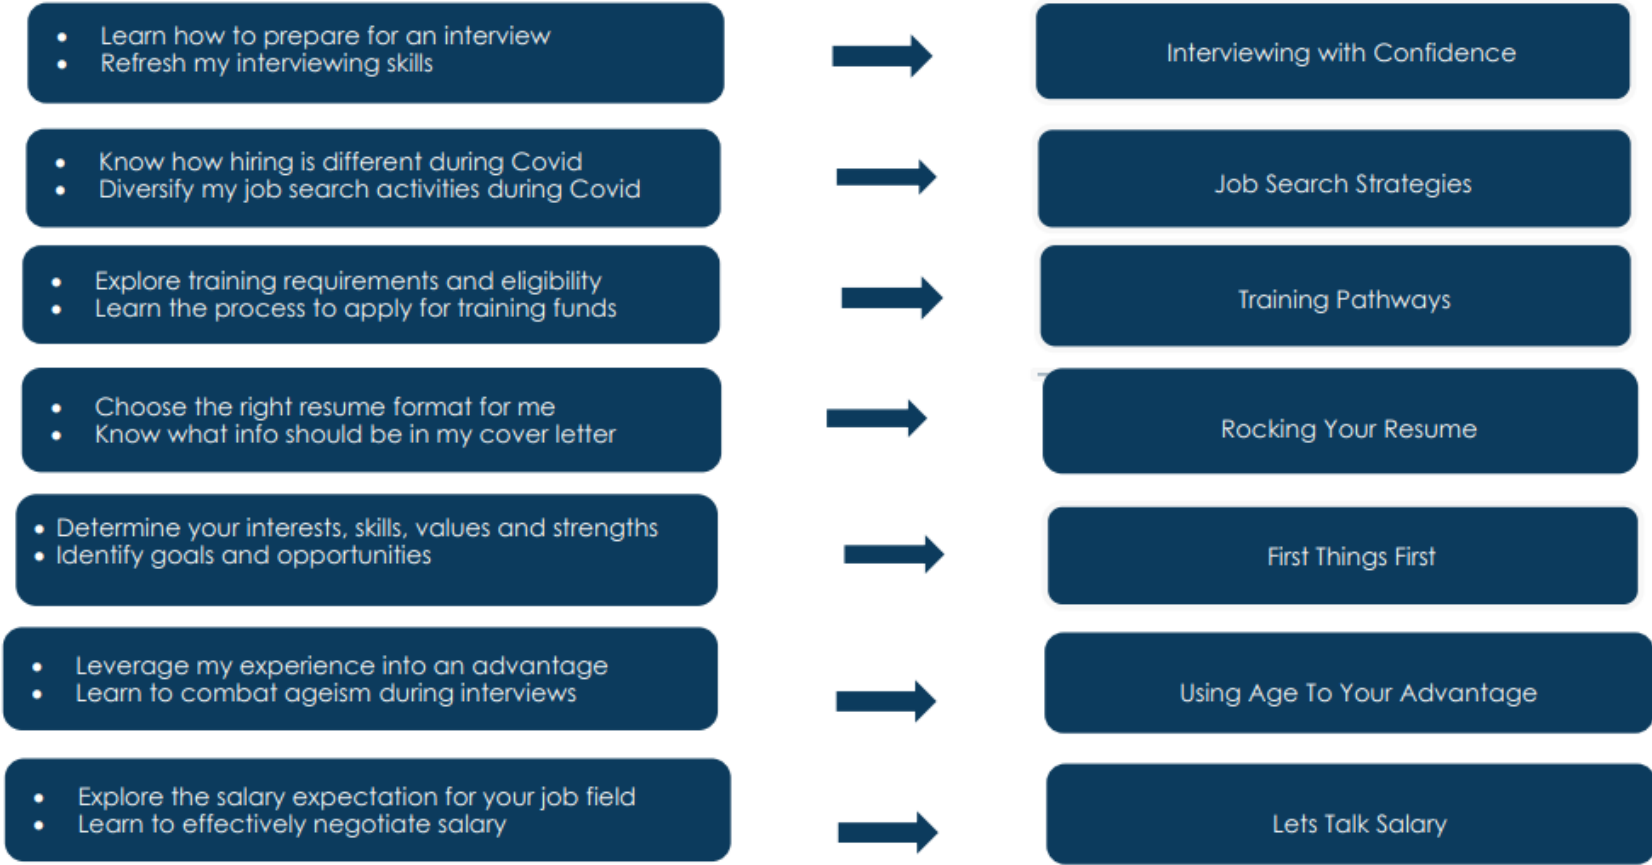 • Learn how to prepare for an interview
• Refresh my interviewing skills
Interviewing with Confidence
• Know how hiring is different during Covid
• Diversify my job search activities during Covid
Job Search Strategies
• Explore training requirements and eligibility
• Learn the process to apply for training funds
Training Pathways
• Choose the right resume format for me
• Know what info should be in my cover letter
Rocking Your Resume
• Determine your interests, skills, values and strengths
• Identify goals and opportunities
First Things First
• Leverage my experience into an advantage
• Learn to combat ageism during interviews
Using Age To Your Advantage
• Explore the salary expectation for your job field
• Learn to effectively negotiate salary
Lets Talk Salary